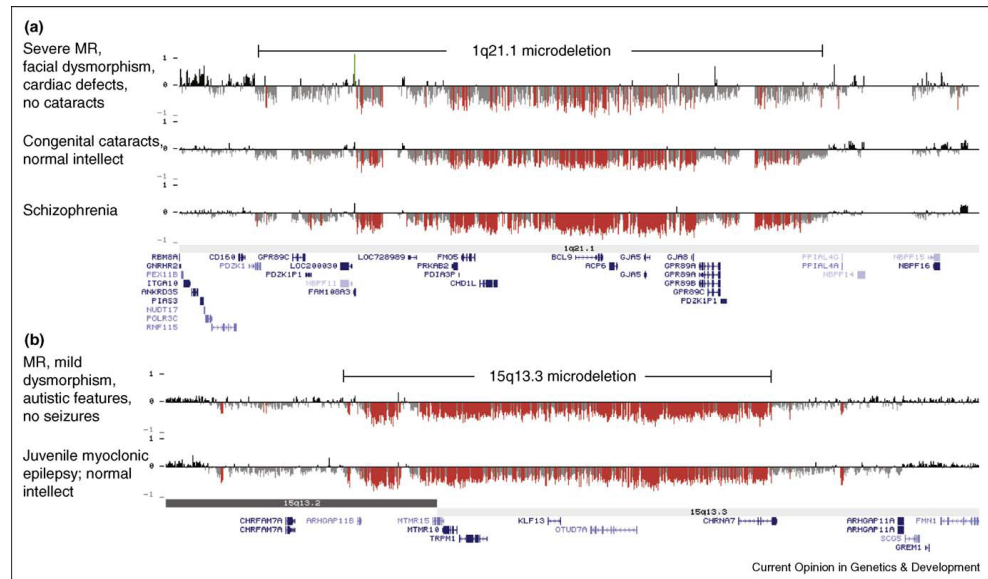 (a)
Severe MR,
facial dysmorphism,
cardiac defects,
no cataracts
1q21.1 microdeletion
1
0
−1
1
Congenital cataracts,
normal intellect
0
−1
1
Schizophrenia
0
−1
1q21.1
RBM8A CD160 GPR89C LOC728989 FMO5 BCL9 GJA5 GJA8 PPIAL4G NBPF15
GNRHR2 PDZK1 LOC200030 PRKAB2 ACP6 GPR89A PPIAL4A NBPF16
PEX11B PDZK1P1 PDIA3P GJA5 GPR89A NBPF14
ITGA10 NBPF11 CHD1L GPR89B
ANKRD35 FAM108A3 GPR89C
PIAS3 PDZK1P1
NUDT17
POLR3C
RNF115
(b)
MR, mild
dysmorphism,
autistic features,
no seizures
15q13.3 microdeletion
1
0
−1
1
Juvenile myoclonic
epilepsy; normal
intellect
0
−1
15q13.2
15q13.3
CHRFAM7A ARHGAP11B MTMR15 KLF13 CHRNA7 ARHGAP11A FMN1
CHRFAM7A MTMR10 OTUD7A ARHGAP11A
TRPM1 SCG5
GREM1
Current Opinion in Genetics & Development